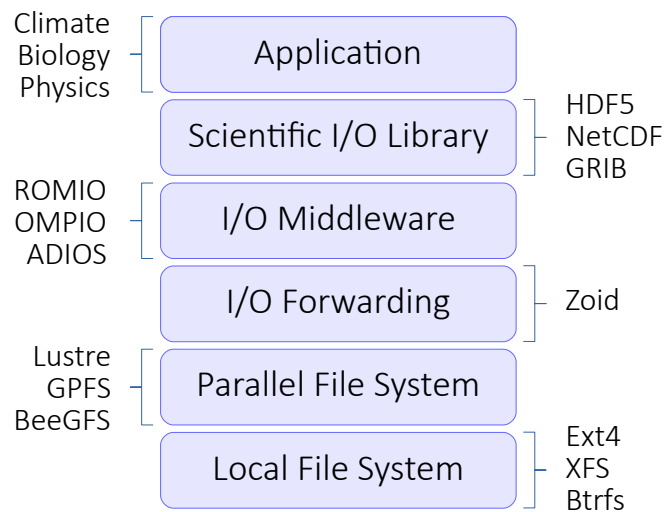 Climate
Biology
Physics
Application
Scientific I/O Library
HDF5
NetCDF
GRIB
ROMIO
OMPIO
ADIOS
I/O Middleware
I/O Forwarding
Zoid
Lustre
GPFS
BeeGFS
Parallel File System
Local File System
Ext4
XFS
Btrfs